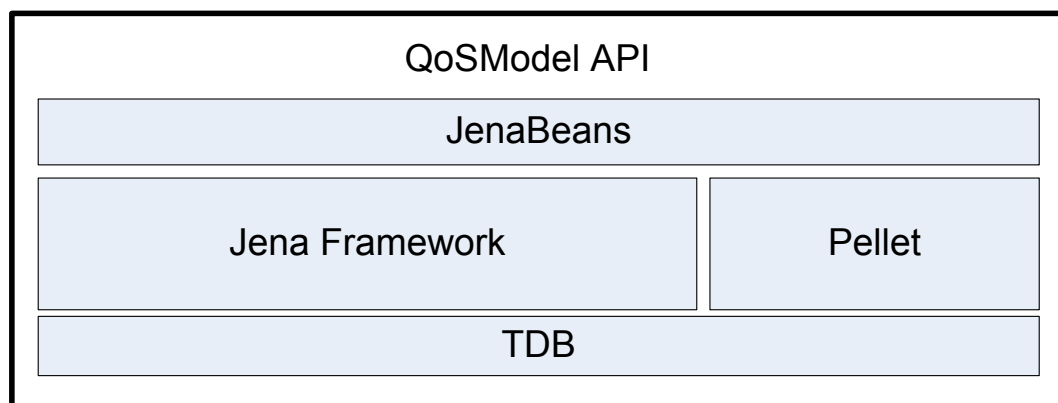 QoSModel API
JenaBeans
Jena Framework
Pellet
TDB